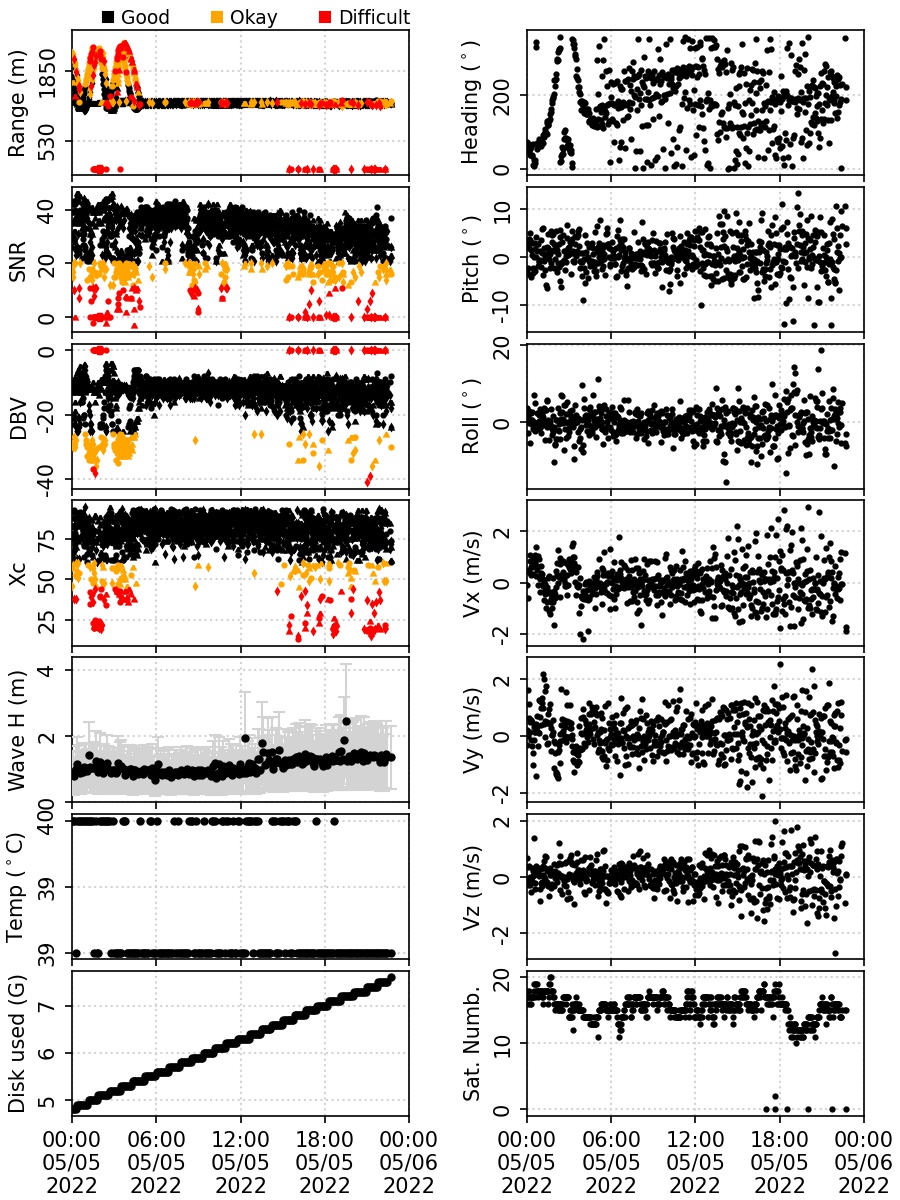 Good Okay Difficult
Range (m)
1850
530
SNR
40
20
0
DBV
0
-20
-40
Xc
75
50
25
Wave H (m)
4
2
0
Temp (°C)
40
39
39
Disk used (G)
7
6
5
00:00 06:00 12:00 18:00 00:00
05/05 05/05 05/05 05/05 05/06
2022 2022 2022 2022 2022
Heading (°)
200
0
Pitch (°)
10
0
-10
Roll (°)
20
0
Vx (m/s)
2
0
-2
Vy (m/s)
2
0
-2
Vz (m/s)
2
0
-2
Sat. Numb.
20
10
0
00:00 06:00 12:00 18:00 00:00
05/05 05/05 05/05 05/05 05/06
2022 2022 2022 2022 2022